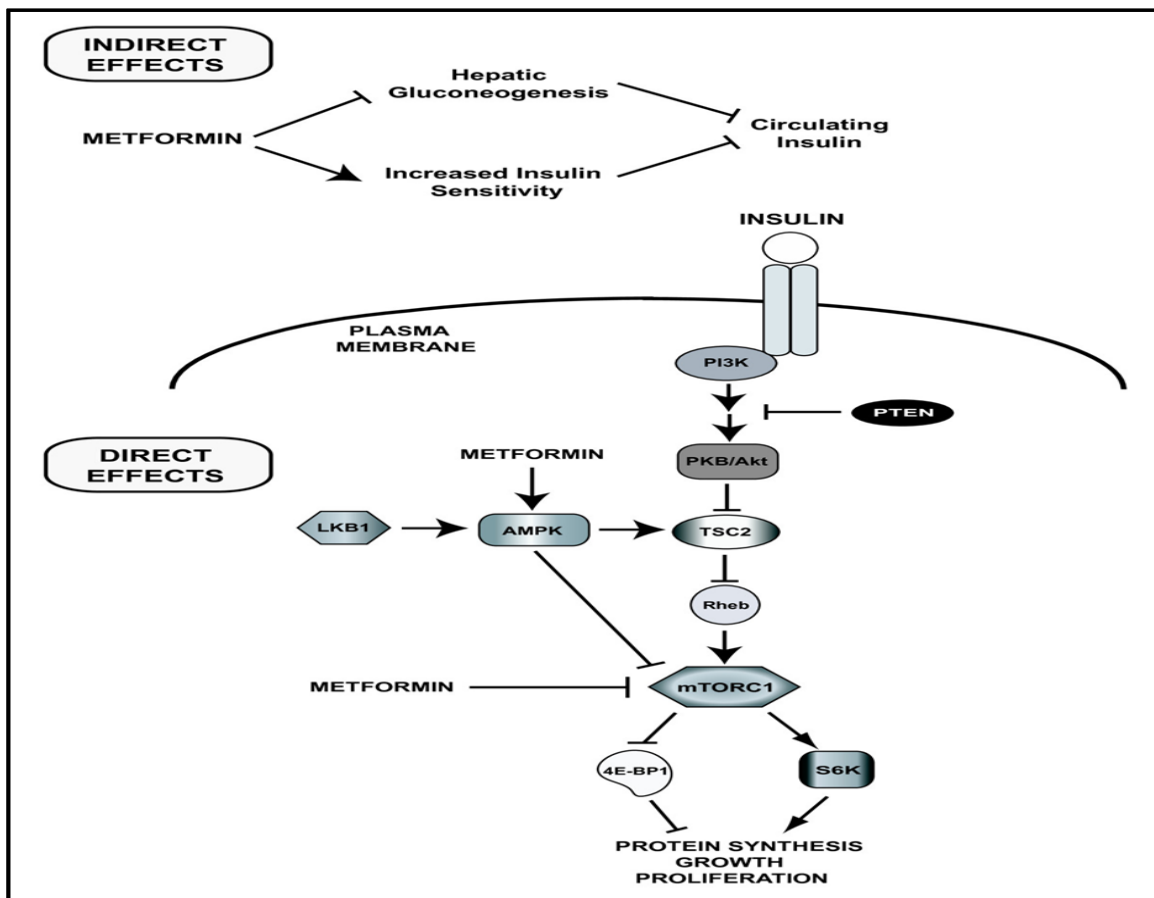 INDIRECT
EFFECTS
Hepatic
Gluconeogenesis
METFORMIN
Circulating
Insulin
Increased Insulin
Sensitivity
INSULIN
PLASMA
MEMBRANE
PI3K
PTEN
DIRECT
EFFECTS
METFORMIN
PKB/Akt
LKB1
AMPK
TSC2
Rheb
METFORMIN
mTORC1
4E-BP1
S6K
PROTEIN SYNTHESIS
GROWTH
PROLIFERATION